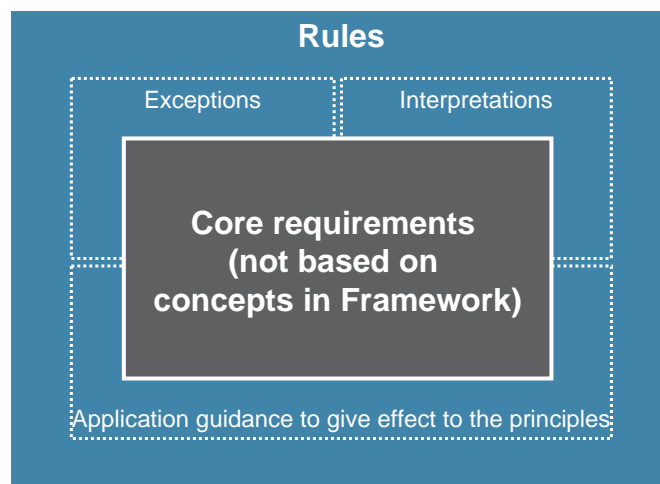 Rules
Exceptions
Interpretations
Core requirements
(not based on
concepts in Framework)
Application guidance to give effect to the principles